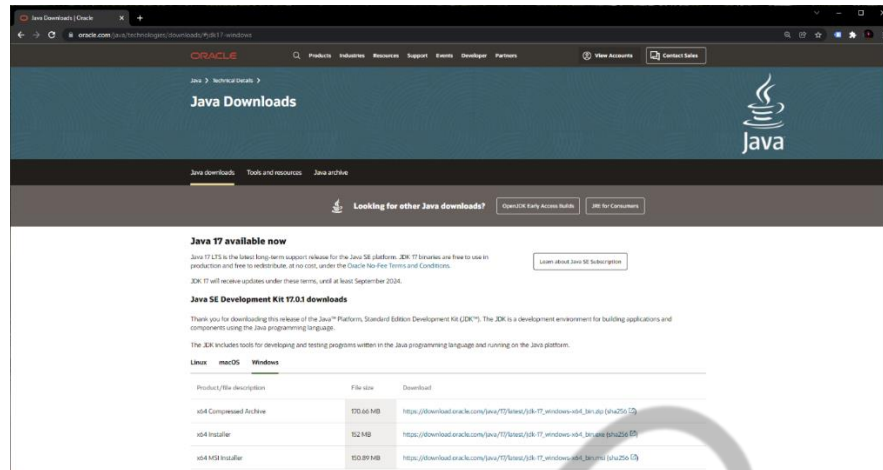 Java Downloads | Oracle
oracle.com/java/technologies/downloads/#jdk17-windows
ORACLE
Products Industries Resources Support Events Developer Partners
View Accounts
Contact Sales
Java
Technical Details
Java Downloads
Java
Java downloads Tools and resources Java archive
Looking for other Java downloads?
OpenJDK Early Access Builds
JRE for Consumers
Java 17 available now
Java 17 LTS is the latest long-term support release for the Java SE platform. JDK 17 binaries are free to use in
production and free to redistribute, at no cost, under the Oracle No-Fee Terms and Conditions.
Learn about Java SE Subscription
JDK 17 will receive updates under these terms, until at least September 2024.
Java SE Development Kit 17.0.1 downloads
Thank you for downloading this release of the Java™ Platform, Standard Edition Development Kit (JDK™). The JDK is a development environment for building applications and
components using the Java programming language.
The JDK includes tools for developing and testing programs written in the Java programming language and running on the Java platform.
Linux macOS Windows
Product/file description File size Download
x64 Compressed Archive 170.66 MB https://download.oracle.com/java/17/latest/jdk-17_windows-x64_bin.zip (sha256)
x64 Installer 152 MB https://download.oracle.com/java/17/latest/jdk-17_windows-x64_bin.exe (sha256)
x64 MSI Installer 150.89 MB https://download.oracle.com/java/17/latest/jdk-17_windows-x64_bin.msi (sha256)